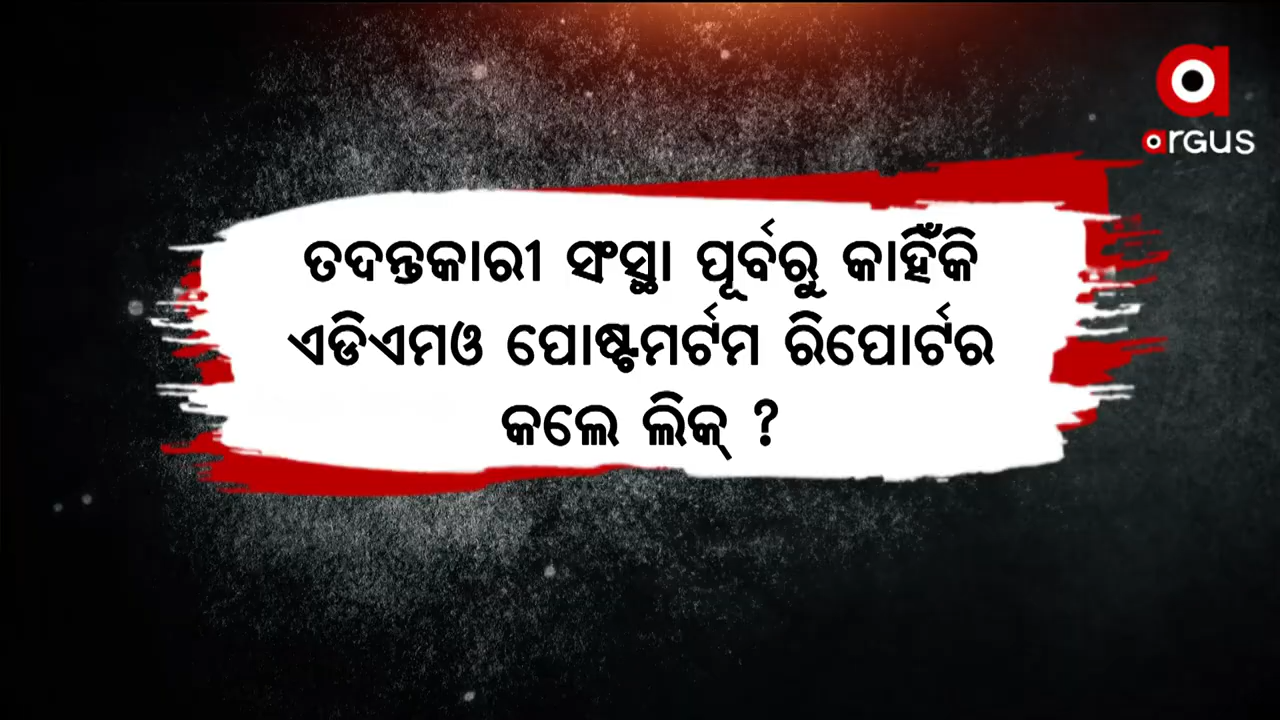 argus
ତଦନ୍ତକାରୀ ସଂସ୍ଥା ପୂର୍ବରୁ କାହିଁକି
ଏଡିଏମଓ ପୋଷ୍ଟମର୍ଟମ ରିପୋର୍ଟର
କଲେ ଲିକ୍ ?